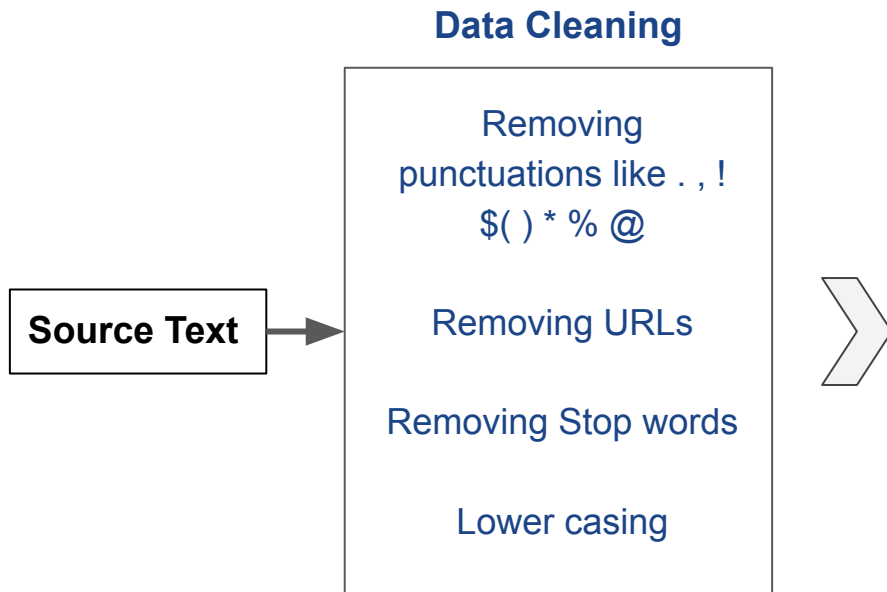 Data Cleaning
Removing
punctuations like . , !
$( ) * % @
Source Text
Removing URLs
Removing Stop words
Lower casing